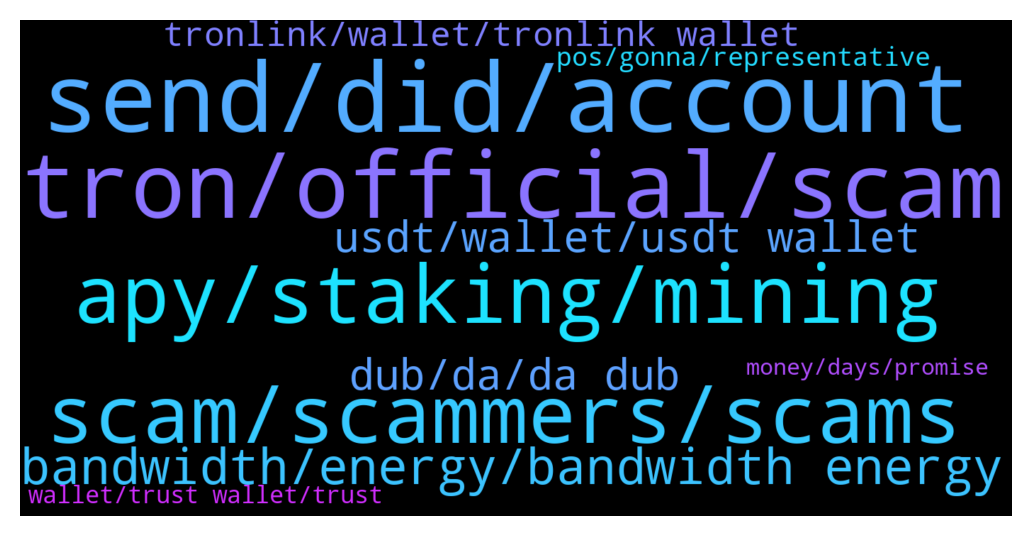 tronlink/wallet/tronlink wallet
pos/gonna/representative
send/did/account
tron/official/scam
usdt/wallet/usdt wallet
apy/staking/mining
dub/da/da dub
money/days/promise
scam/scammers/scams
bandwidth/energy/bandwidth energy
wallet/trust wallet/trust